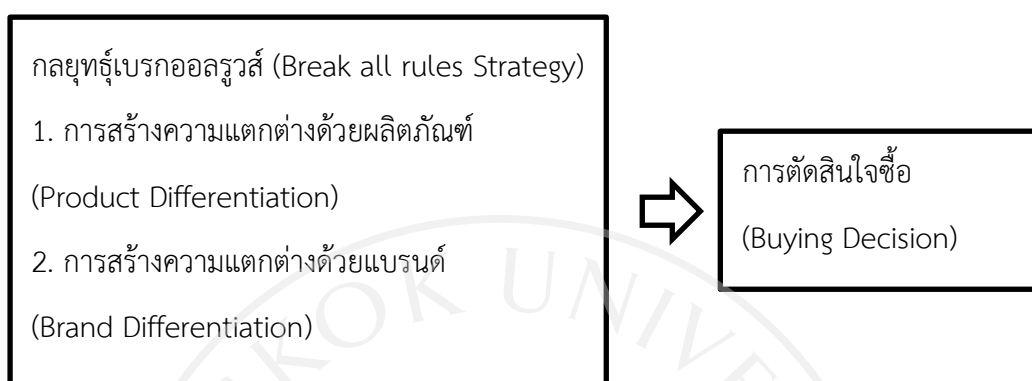 กลยุทธ์เบรกออลรูวส์ (Break all rules Strategy)
1. การสร้างความแตกต่างด้วยผลิตภัณฑ์
(Product Differentiation)
2. การสร้างความแตกต่างด้วยแบรนด์
(Brand Differentiation)
การตัดสินใจซื้อ
(Buying Decision)
KOK UNIVE